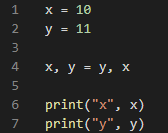 1 x = 10
2 y = 11
3
4 x, y = y, x
5
6 print("x", x)
7 print("y", y)